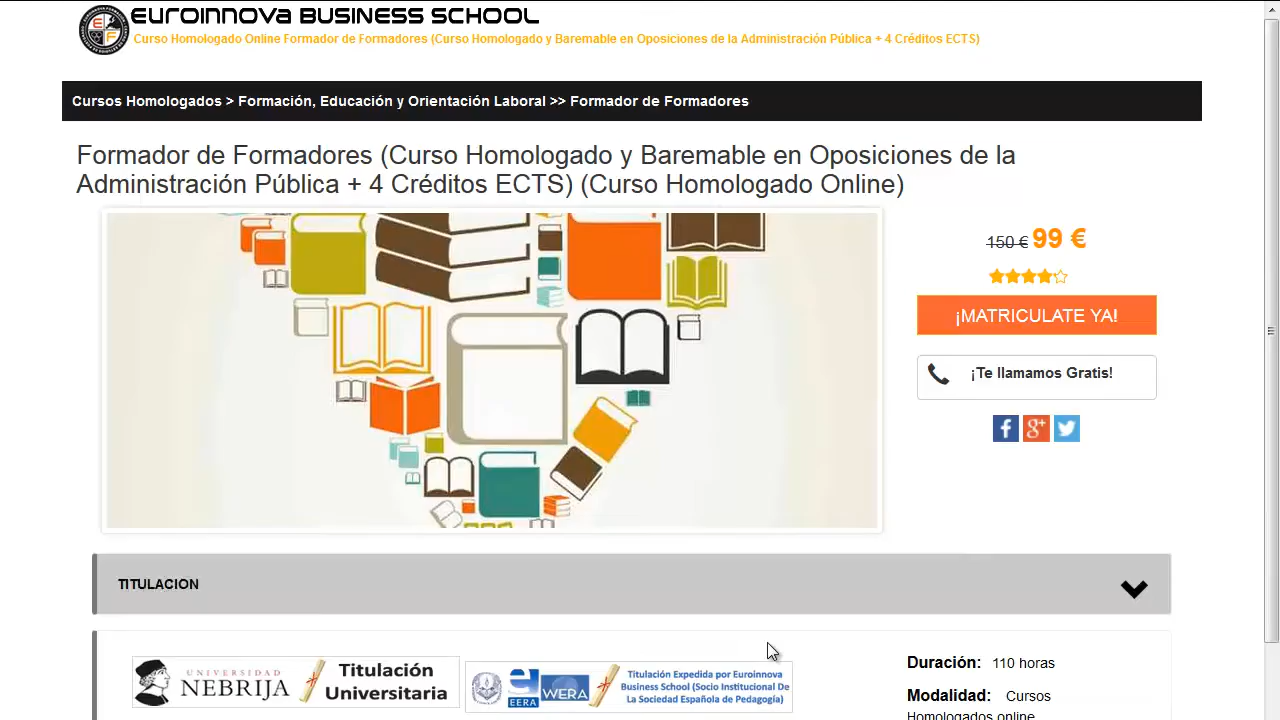 EUROINNOVA BUSINESS SCHOOL
Curso Homologado Online Formador de Formadores (Curso Homologado y Baremable en Oposiciones de la Administración Pública + 4 Créditos ECTS)
Cursos Homologados > Formación, Educación y Orientación Laboral >> Formador de Formadores
Formador de Formadores (Curso Homologado y Baremable en Oposiciones de la
Administración Pública + 4 Créditos ECTS) (Curso Homologado Online)
150 € 99 €
¡MATRICULATE YA!
¡Te llamamos Gratis!
TITULACION
UNIVERSIDAD
NEBRIJA
Titulación
Universitaria
EERA
WERA
Titulación Expedida por Euroinnova
Business School (Socio Institucional De
La Sociedad Española de Pedagogía)
Duración: 110 horas
Modalidad: Cursos
Homologados online